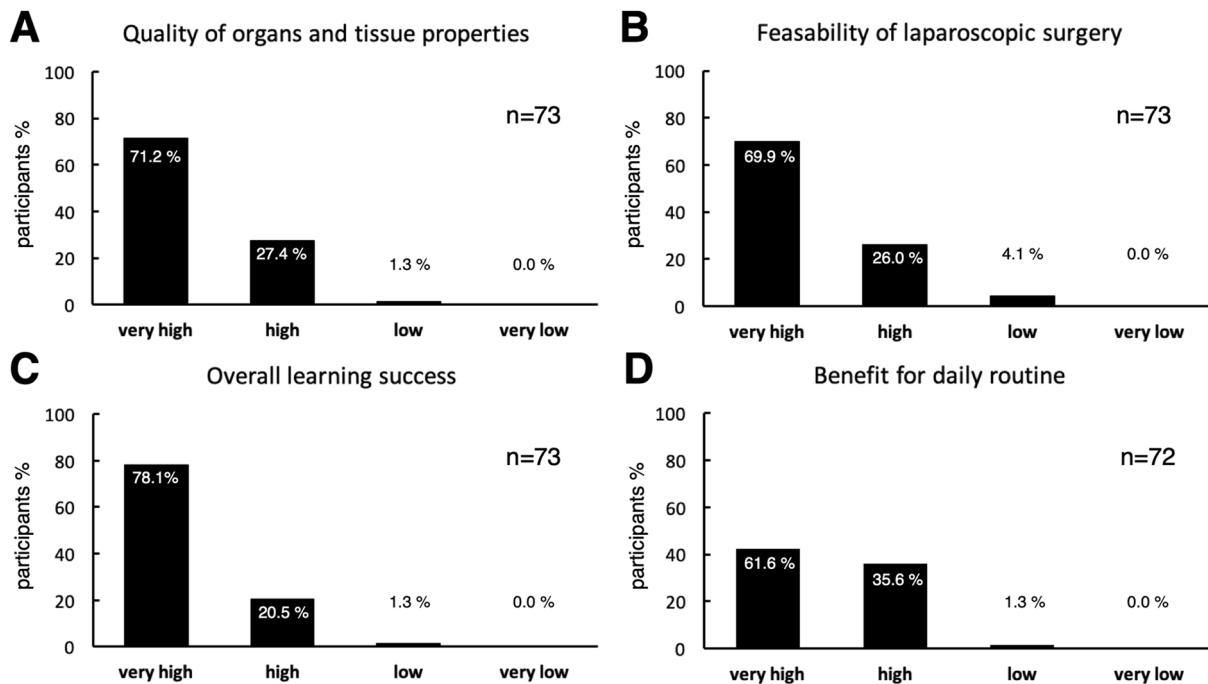 A
Quality of organs and tissue properties
n=73
participants %
100
80
60
40
20
0
71.2 %
27.4 %
1.3 %
0.0 %
very high
high
low
very low
B
Feasability of laparoscopic surgery
n=73
participants %
100
80
60
40
20
0
69.9 %
26.0 %
4.1 %
0.0 %
very high
high
low
very low
C
Overall learning success
n=73
participants %
100
80
60
40
20
0
78.1%
20.5 %
1.3 %
0.0 %
very high
high
low
very low
D
Benefit for daily routine
n=72
participants %
100
80
60
40
20
0
61.6 %
35.6 %
1.3 %
0.0 %
very high
high
low
very low